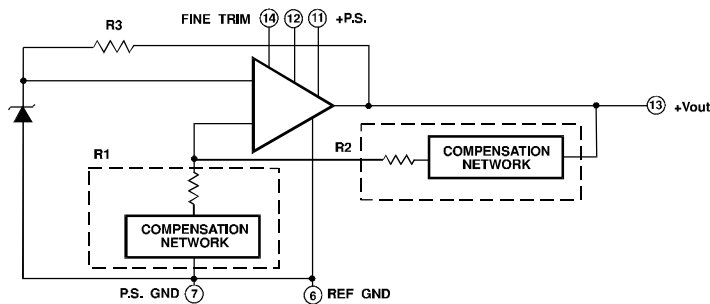 FINE TRIM 14 12 11 +P.S.
R3
13 +Vout
R1
R2
COMPENSATION
NETWORK
COMPENSATION
NETWORK
P.S. GND 7 6 REF GND